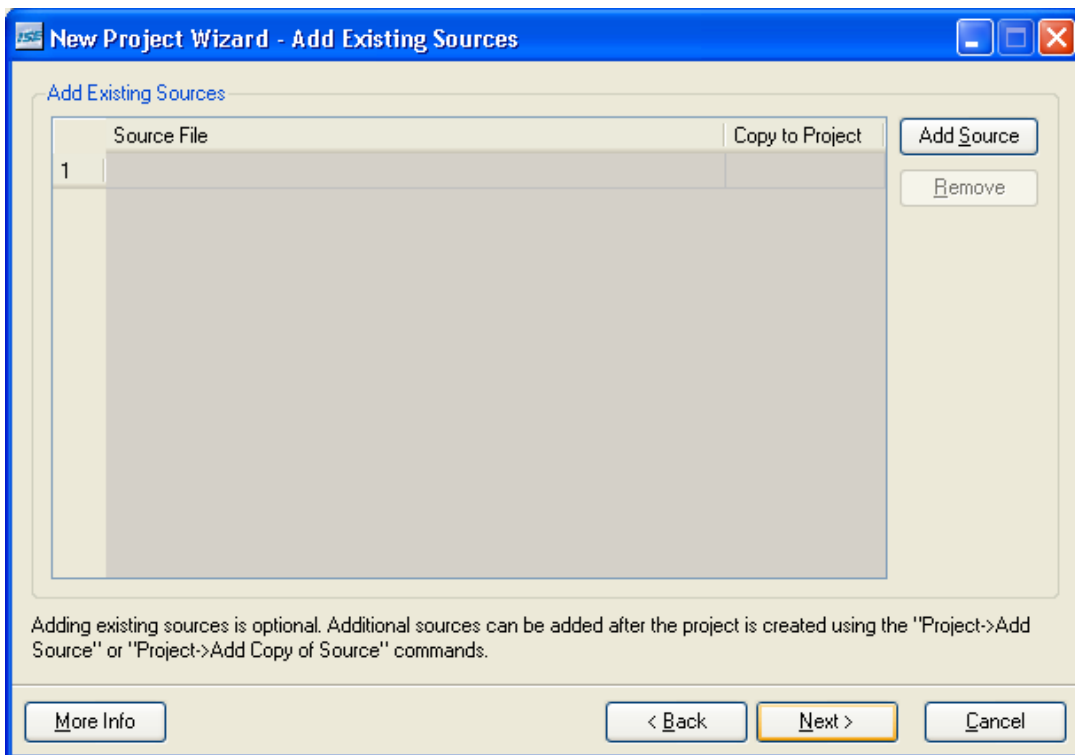 ISE New Project Wizard - Add Existing Sources
Add Existing Sources
Source File Copy to Project
Add Source
1
Remove
Adding existing sources is optional. Additional sources can be added after the project is created using the "Project->Add
Source" or "Project->Add Copy of Source" commands.
More Info < Back Next > Cancel